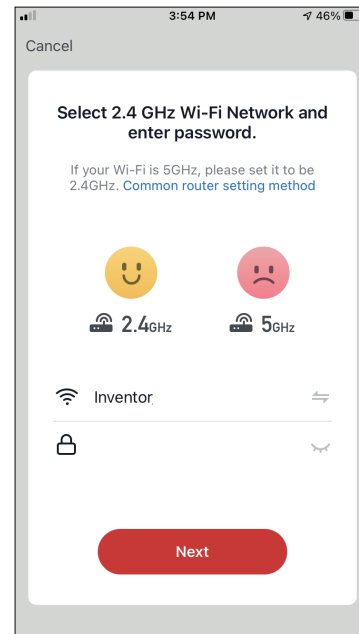 3:54 PM
46%
Cancel
Select 2.4 GHz Wi-Fi Network and
enter password.
If your Wi-Fi is 5GHz, please set it to be
2.4GHz. Common router setting method
2.4GHz
5GHz
Inventor
Next